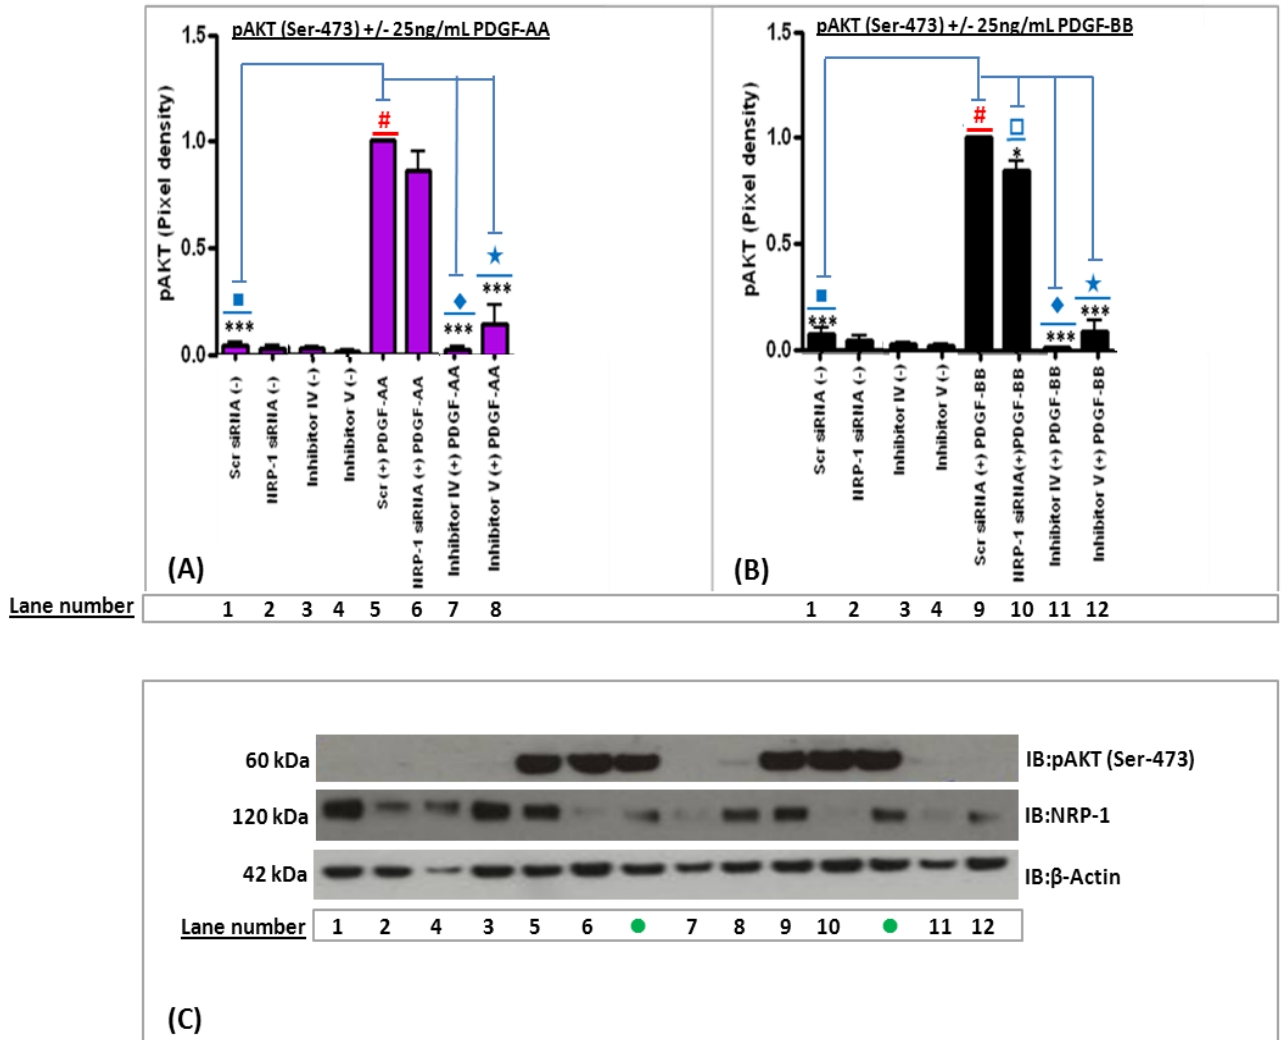 pAKT (Ser-473) +/- 25ng/mL PDGF-AA
pAKT (Pixel density)
1.5
1.0
0.5
0.0
#
***
***
***
Scr siRNA (-)
NRP-1 siRNA (-)
Inhibitor IV (-)
Inhibitor V (-)
Scr (+) PDGF-AA
NRP-1 siRNA (+) PDGF-AA
Inhibitor IV (+) PDGF-AA
Inhibitor V (+) PDGF-AA
(A)
pAKT (Ser-473) +/- 25ng/mL PDGF-BB
pAKT (Pixel density)
1.5
1.0
0.5
0.0
#
*
***
***
***
Scr siRNA (-)
NRP-1 siRNA (-)
Inhibitor IV (-)
Inhibitor V (-)
Scr siRNA (+) PDGF-BB
NRP-1 siRNA(+)PDGF-BB
Inhibitor IV (+) PDGF-BB
Inhibitor V (+) PDGF-BB
(B)
Lane number 1 2 3 4 5 6 7 8 1 2 3 4 9 10 11 12
60 kDa IB:pAKT (Ser-473)
120 kDa IB:NRP-1
42 kDa IB:β-Actin
Lane number 1 2 4 3 5 6 7 8 9 10 11 12
(C)